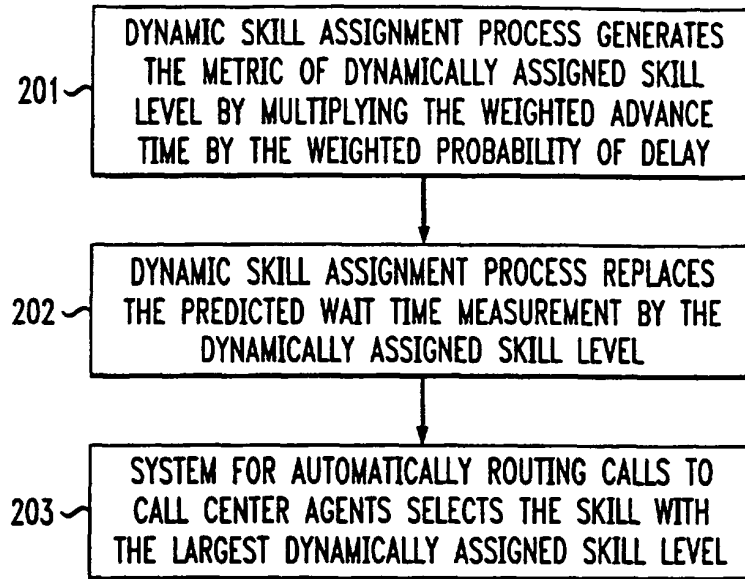 DYNAMIC SKILL ASSIGNMENT PROCESS GENERATES
THE METRIC OF DYNAMICALLY ASSIGNED SKILL
201
LEVEL BY MULTIPLYING THE WEIGHTED ADVANCE
TIME BY THE WEIGHTED PROBABILITY OF DELAY
DYNAMIC SKILL ASSIGNMENT PROCESS REPLACES
202
THE PREDICTED WAIT TIME MEASUREMENT BY THE
DYNAMICALLY ASSIGNED SKILL LEVEL
SYSTEM FOR AUTOMATICALLY ROUTING CALLS TO
203
CALL CENTER AGENTS SELECTS THE SKILL WITH
THE LARGEST DYNAMICALLY ASSIGNED SKILL LEVEL